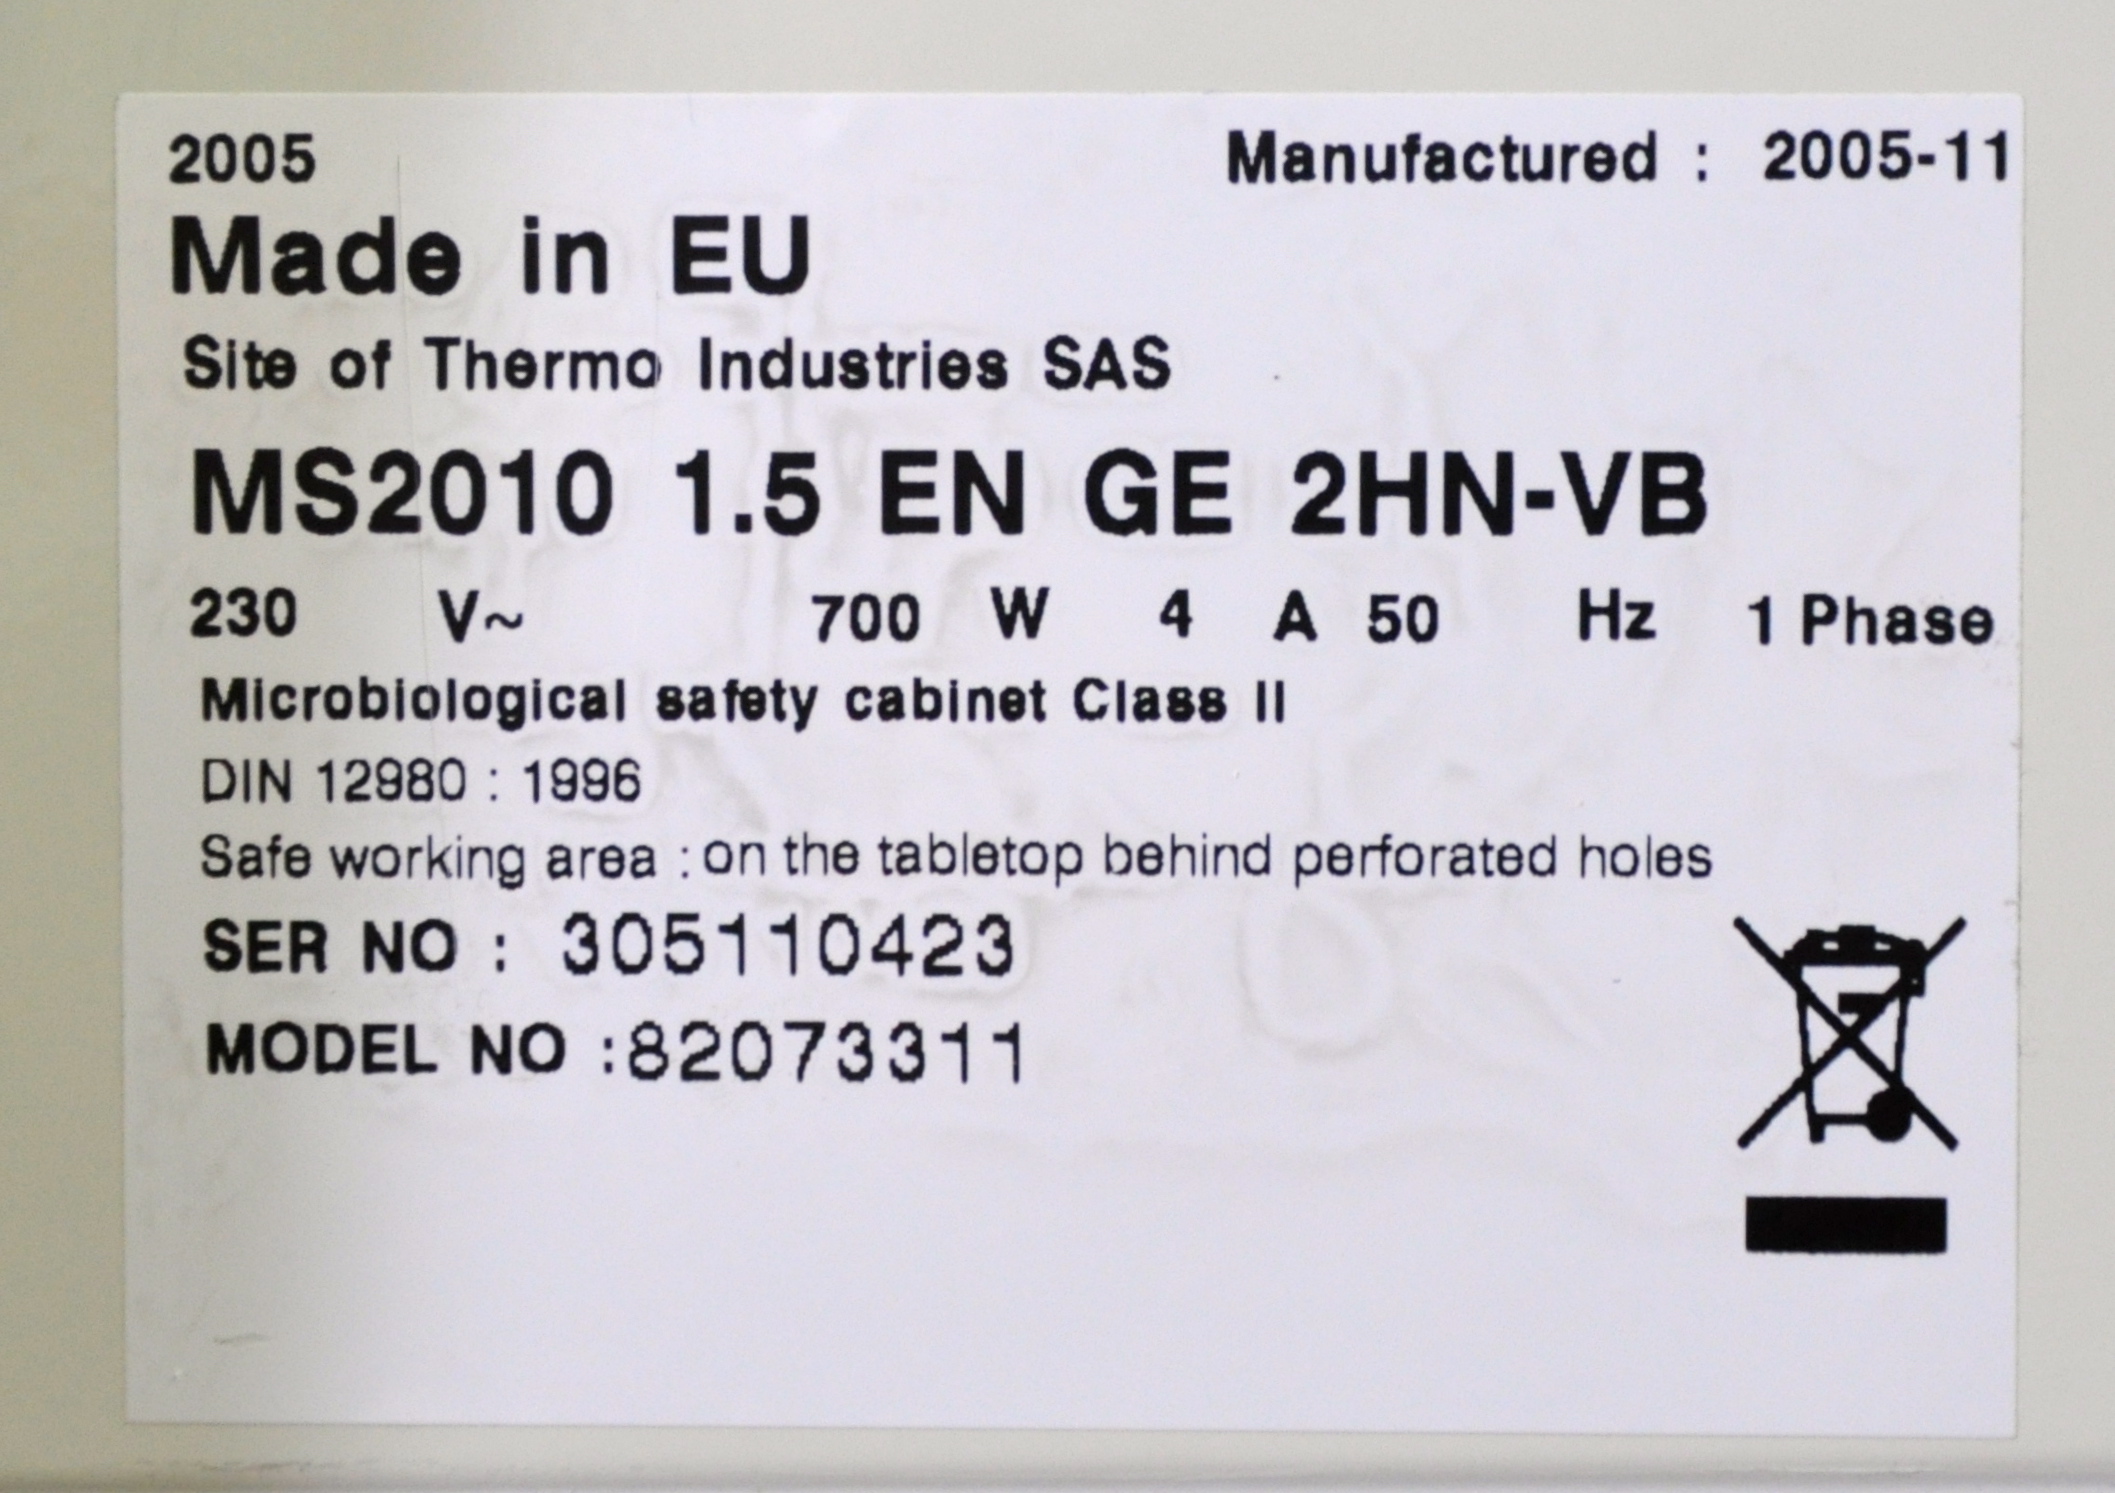 2005 Manufactured : 2005-11
Made in EU
Site of Thermo Industries SAS
MS2010 1.5 EN GE 2HN-VB
230 V~ 700 W 4 A 50 Hz 1 Phase
Microbiological safety cabinet Class II
DIN 12980 : 1996
Safe working area : on the tabletop behind perforated holes
SER NO : 305110423
MODEL NO :82073311